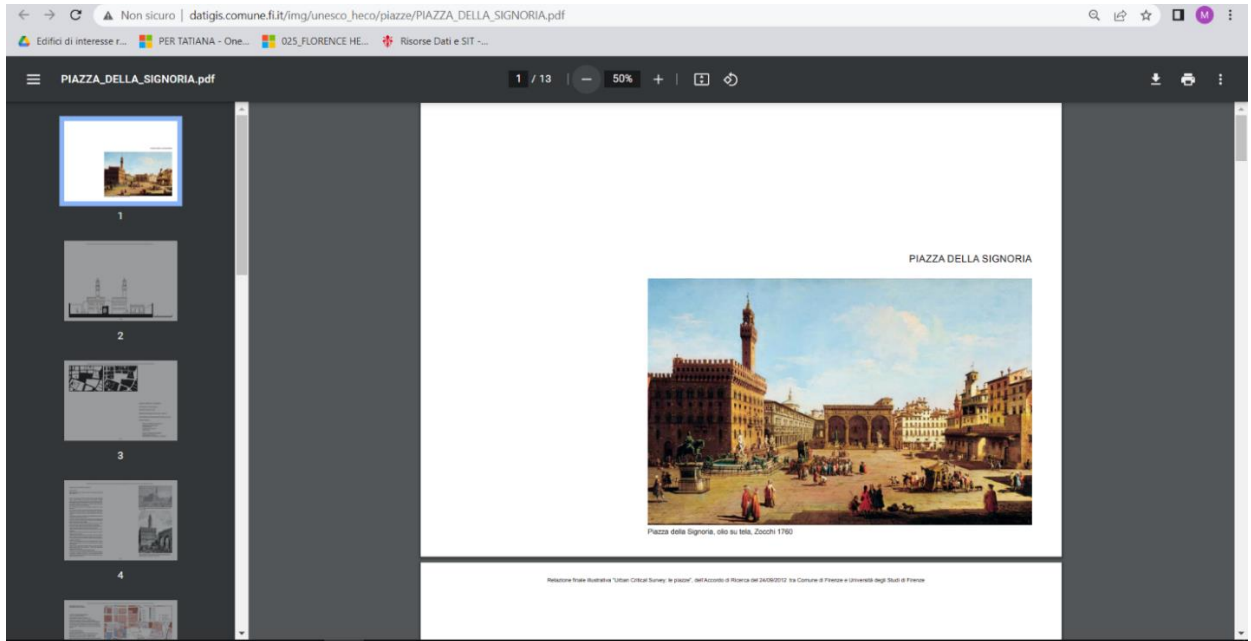 Non sicuro | datigis.comune.fi.it/img/unesco_heco/piazze/PIAZZA_DELLA_SIGNORIA.pdf
M
Edifici di interesse r... PER TATIANA - One... 025_FLORENCE HE... Risorse Dati e SIT -...
PIAZZA_DELLA_SIGNORIA.pdf
1 / 13
50%
1
2
3
4
PIAZZA DELLA SIGNORIA
Piazza della Signoria, olio su tela, Zocchi 1760
Relazione finale illustrativa "Urban Critical Survey: le piazze", dell'Accordo di Ricerca del 24/09/2012 tra Comune di Firenze e Università degli Studi di Firenze